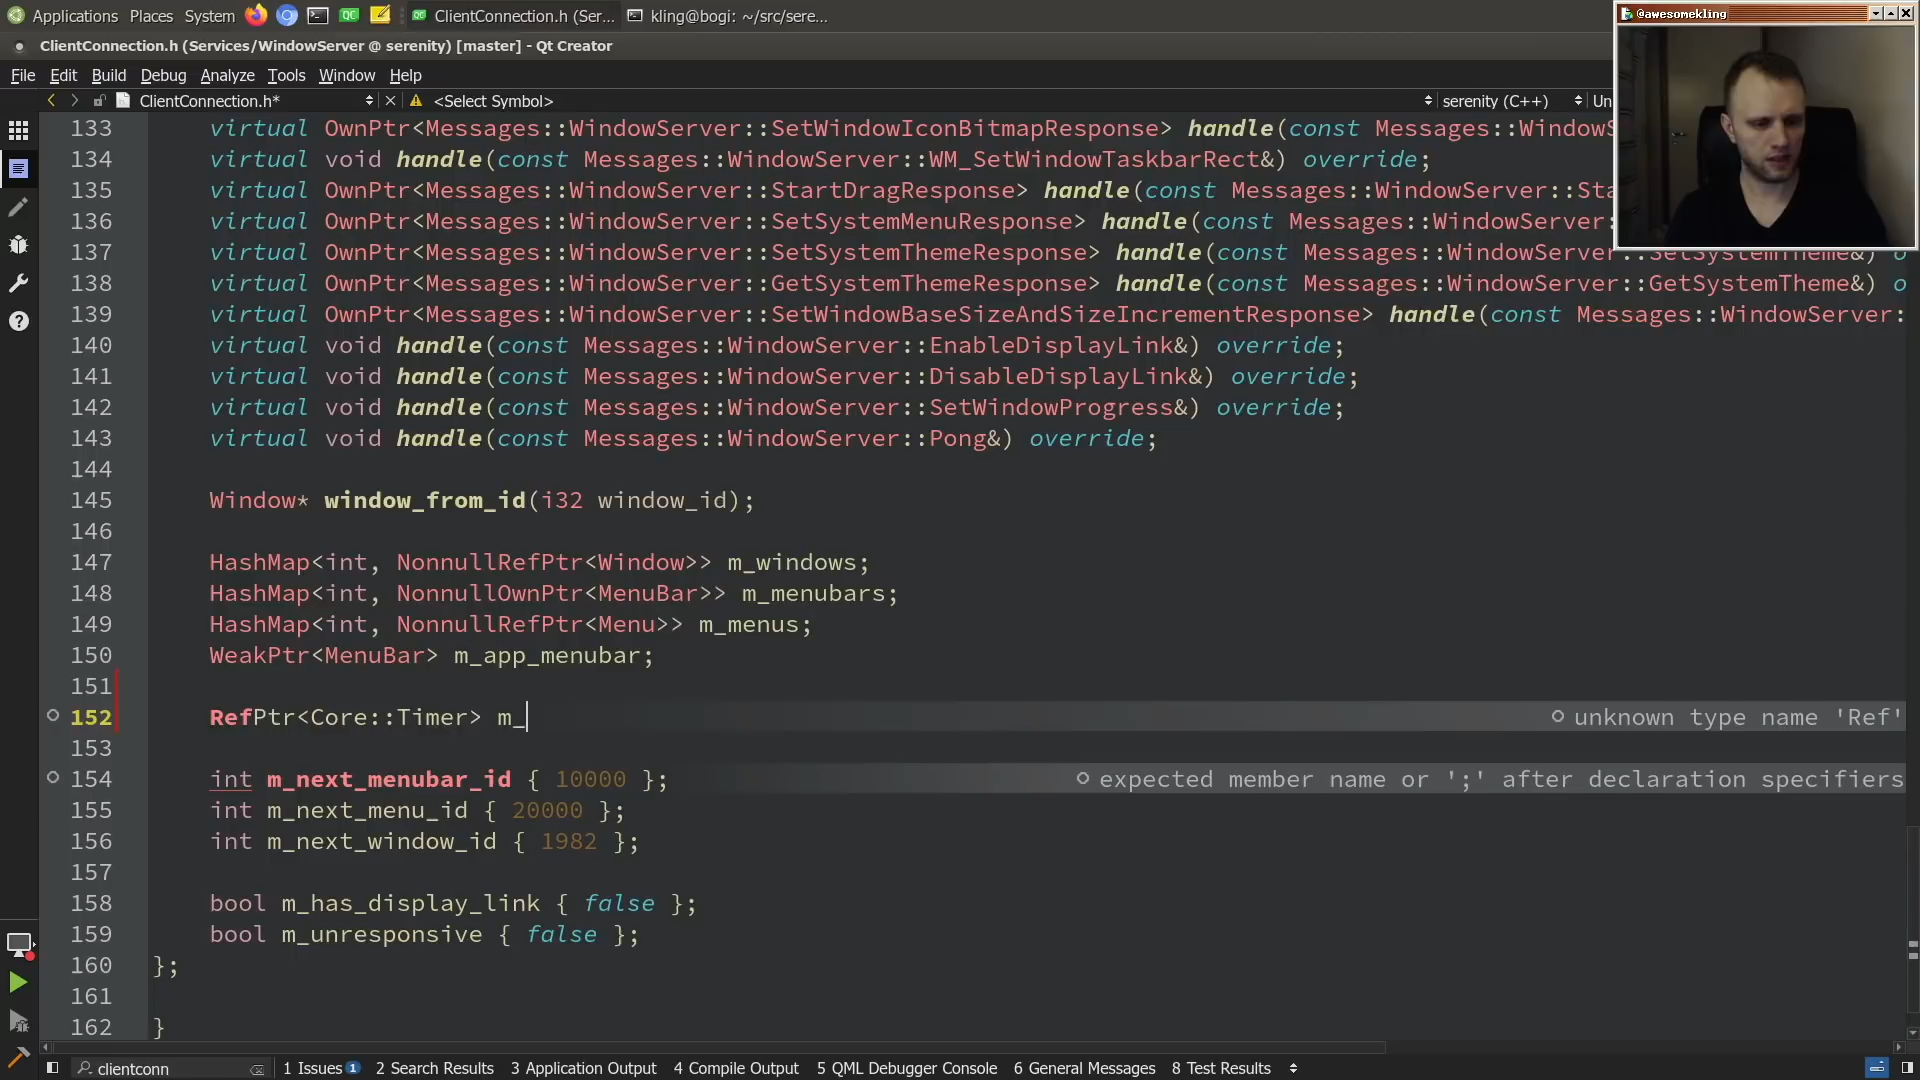 Applications Places System ClientConnection.h (Ser... kling@bogi: ~/src/sere...
@awesomekling
ClientConnection.h (Services/WindowServer @ serenity) [master] - Qt Creator
File Edit Build Debug Analyze Tools Window Help
ClientConnection.h* <Select Symbol> serenity (C++) Un
133 virtual OwnPtr<Messages::WindowServer::SetWindowIconBitmapResponse> handle(const Messages::WindowS
134 virtual void handle(const Messages::WindowServer::WM_SetWindowTaskbarRect&) override;
135 virtual OwnPtr<Messages::WindowServer::StartDragResponse> handle(const Messages::WindowServer::Sta
136 virtual OwnPtr<Messages::WindowServer::SetSystemMenuResponse> handle(const Messages::WindowServer:
137 virtual OwnPtr<Messages::WindowServer::SetSystemThemeResponse> handle(const Messages::WindowServer::SetSystemTheme&) o
138 virtual OwnPtr<Messages::WindowServer::GetSystemThemeResponse> handle(const Messages::WindowServer::GetSystemTheme&) o
139 virtual OwnPtr<Messages::WindowServer::SetWindowBaseSizeAndSizeIncrementResponse> handle(const Messages::WindowServer:
140 virtual void handle(const Messages::WindowServer::EnableDisplayLink&) override;
141 virtual void handle(const Messages::WindowServer::DisableDisplayLink&) override;
142 virtual void handle(const Messages::WindowServer::SetWindowProgress&) override;
143 virtual void handle(const Messages::WindowServer::Pong&) override;
144
145 Window* window_from_id(i32 window_id);
146
147 HashMap<int, NonnullRefPtr<Window>> m_windows;
148 HashMap<int, NonnullOwnPtr<MenuBar>> m_menubars;
149 HashMap<int, NonnullRefPtr<Menu>> m_menus;
150 WeakPtr<MenuBar> m_app_menubar;
151
152 RefPtr<Core::Timer> m_ unknown type name 'Ref'
153
154 int m_next_menubar_id { 10000 }; expected member name or ';' after declaration specifiers
155 int m_next_menu_id { 20000 };
156 int m_next_window_id { 1982 };
157
158 bool m_has_display_link { false };
159 bool m_unresponsive { false };
160 };
161
162 }
clientconn 1 Issues 1 2 Search Results 3 Application Output 4 Compile Output 5 QML Debugger Console 6 General Messages 8 Test Results